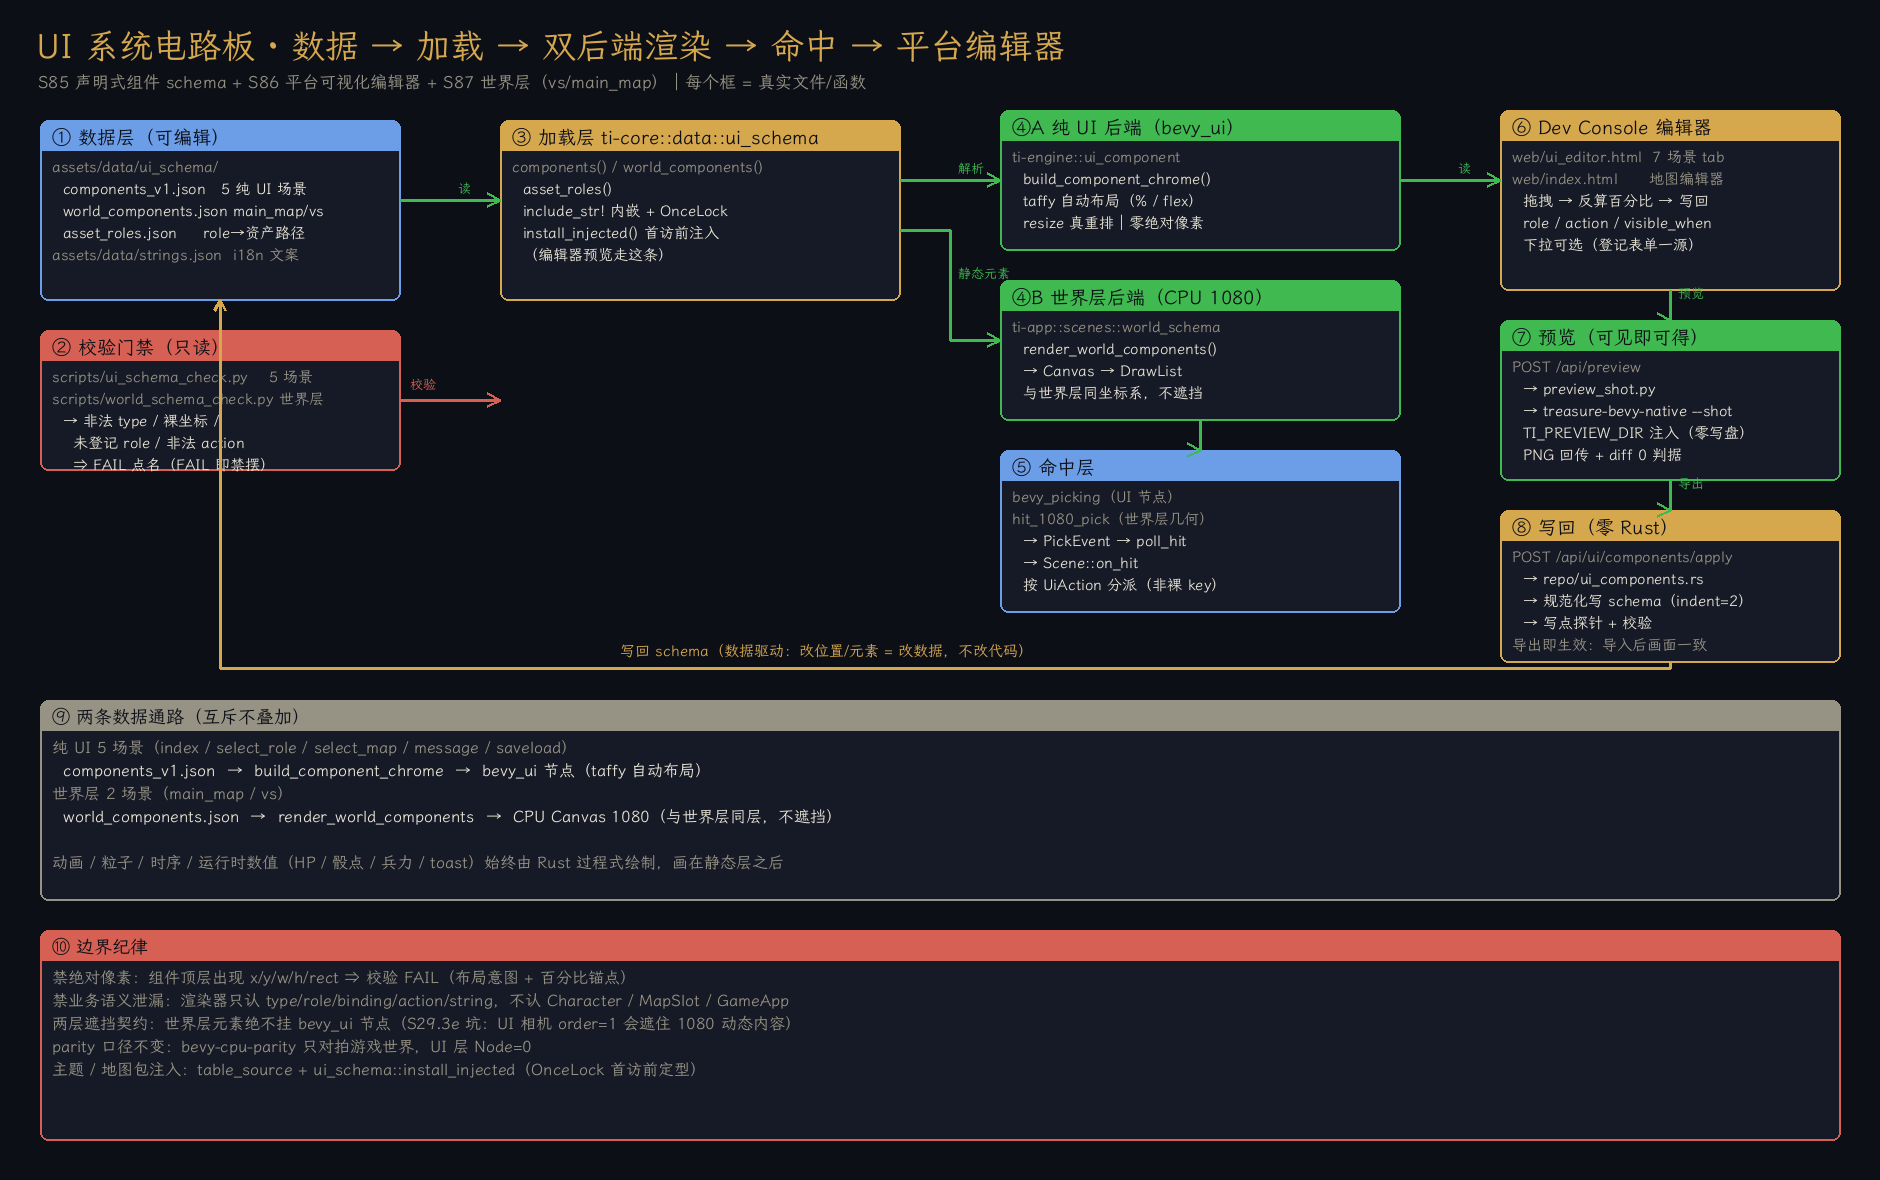 UI 系统电路板・数据 → 加载 → 双后端渲染 → 命中 → 平台编辑器
S85 声明式组件 schema + S86 平台可视化编辑器 + S87 世界层（vs/main_map） ｜每个框 = 真实文件/函数
① 数据层（可编辑）
assets/data/ui_schema/
components_v1.json 5 纯 UI 场景
world_components.json main_map/vs
asset_roles.json role→资产路径
assets/data/strings.json i18n 文案
读
② 校验门禁（只读）
scripts/ui_schema_check.py 5 场景
scripts/world_schema_check.py 世界层
→ 非法 type / 裸坐标 /
未登记 role / 非法 action
⇒ FAIL 点名（FAIL 即禁摆）
校验
③ 加载层 ti-core::data::ui_schema
components() / world_components()
asset_roles()
include_str! 内嵌 + OnceLock
install_injected() 首访前注入
（编辑器预览走这条）
解析
静态元素
④A 纯 UI 后端（bevy_ui）
ti-engine::ui_component
build_component_chrome()
taffy 自动布局（% / flex）
resize 真重排｜零绝对像素
读
④B 世界层后端（CPU 1080）
ti-app::scenes::world_schema
render_world_components()
→ Canvas → DrawList
与世界层同坐标系，不遮挡
⑤ 命中层
bevy_picking（UI 节点）
hit_1080_pick（世界层几何）
→ PickEvent → poll_hit
→ Scene::on_hit
按 UiAction 分派（非裸 key）
⑥ Dev Console 编辑器
web/ui_editor.html 7 场景 tab
web/index.html 地图编辑器
拖拽 → 反算百分比 → 写回
role / action / visible_when
下拉可选（登记表单一源）
预览
⑦ 预览（可见即可得）
POST /api/preview
→ preview_shot.py
→ treasure-bevy-native --shot
TI_PREVIEW_DIR 注入（零写盘）
PNG 回传 + diff 0 判据
导出
⑧ 写回（零 Rust）
POST /api/ui/components/apply
→ repo/ui_components.rs
→ 规范化写 schema（indent=2）
→ 写点探针 + 校验
导出即生效：导入后画面一致
写回 schema（数据驱动：改位置/元素 = 改数据，不改代码）
⑨ 两条数据通路（互斥不叠加）
纯 UI 5 场景（index / select_role / select_map / message / saveload）
components_v1.json → build_component_chrome → bevy_ui 节点（taffy 自动布局）
世界层 2 场景（main_map / vs）
world_components.json → render_world_components → CPU Canvas 1080（与世界层同层，不遮挡）
动画 / 粒子 / 时序 / 运行时数值（HP / 骰点 / 兵力 / toast）始终由 Rust 过程式绘制，画在静态层之后
⑩ 边界纪律
禁绝对像素：组件顶层出现 x/y/w/h/rect ⇒ 校验 FAIL（布局意图 + 百分比锚点）
禁业务语义泄漏：渲染器只认 type/role/binding/action/string，不认 Character / MapSlot / GameApp
两层遮挡契约：世界层元素绝不挂 bevy_ui 节点（S29.3e 坑：UI 相机 order=1 会遮住 1080 动态内容）
parity 口径不变：bevy-cpu-parity 只对拍游戏世界，UI 层 Node=0
主题 / 地图包注入：table_source + ui_schema::install_injected（OnceLock 首访前定型）